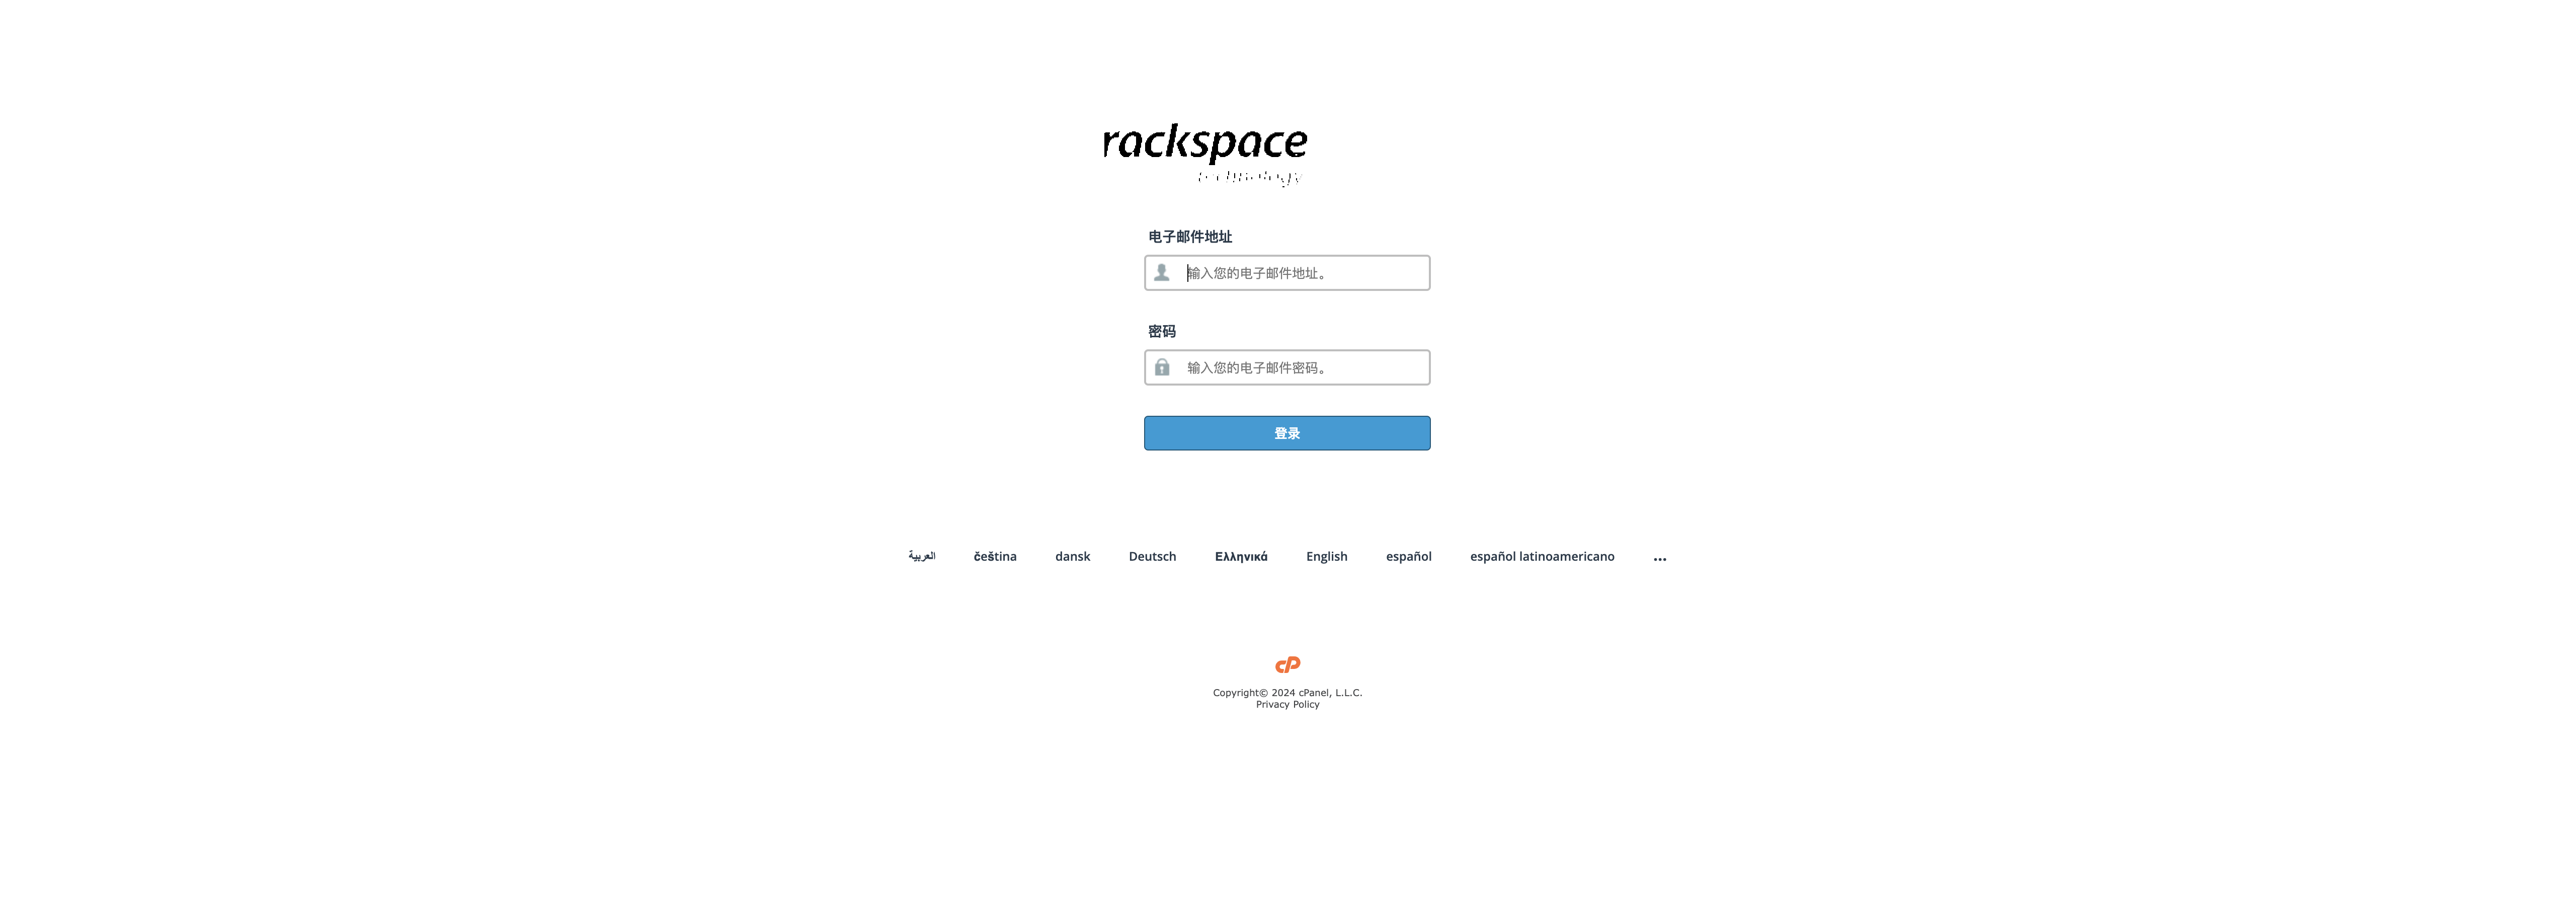 rackspace
technology
电子邮件地址
输入您的电子邮件地址。
密码
输入您的电子邮件密码。
登录
العربية čeština dansk Deutsch Ελληνικά English español español latinoamericano ...
cP
Copyright© 2024 cPanel, L.L.C.
Privacy Policy